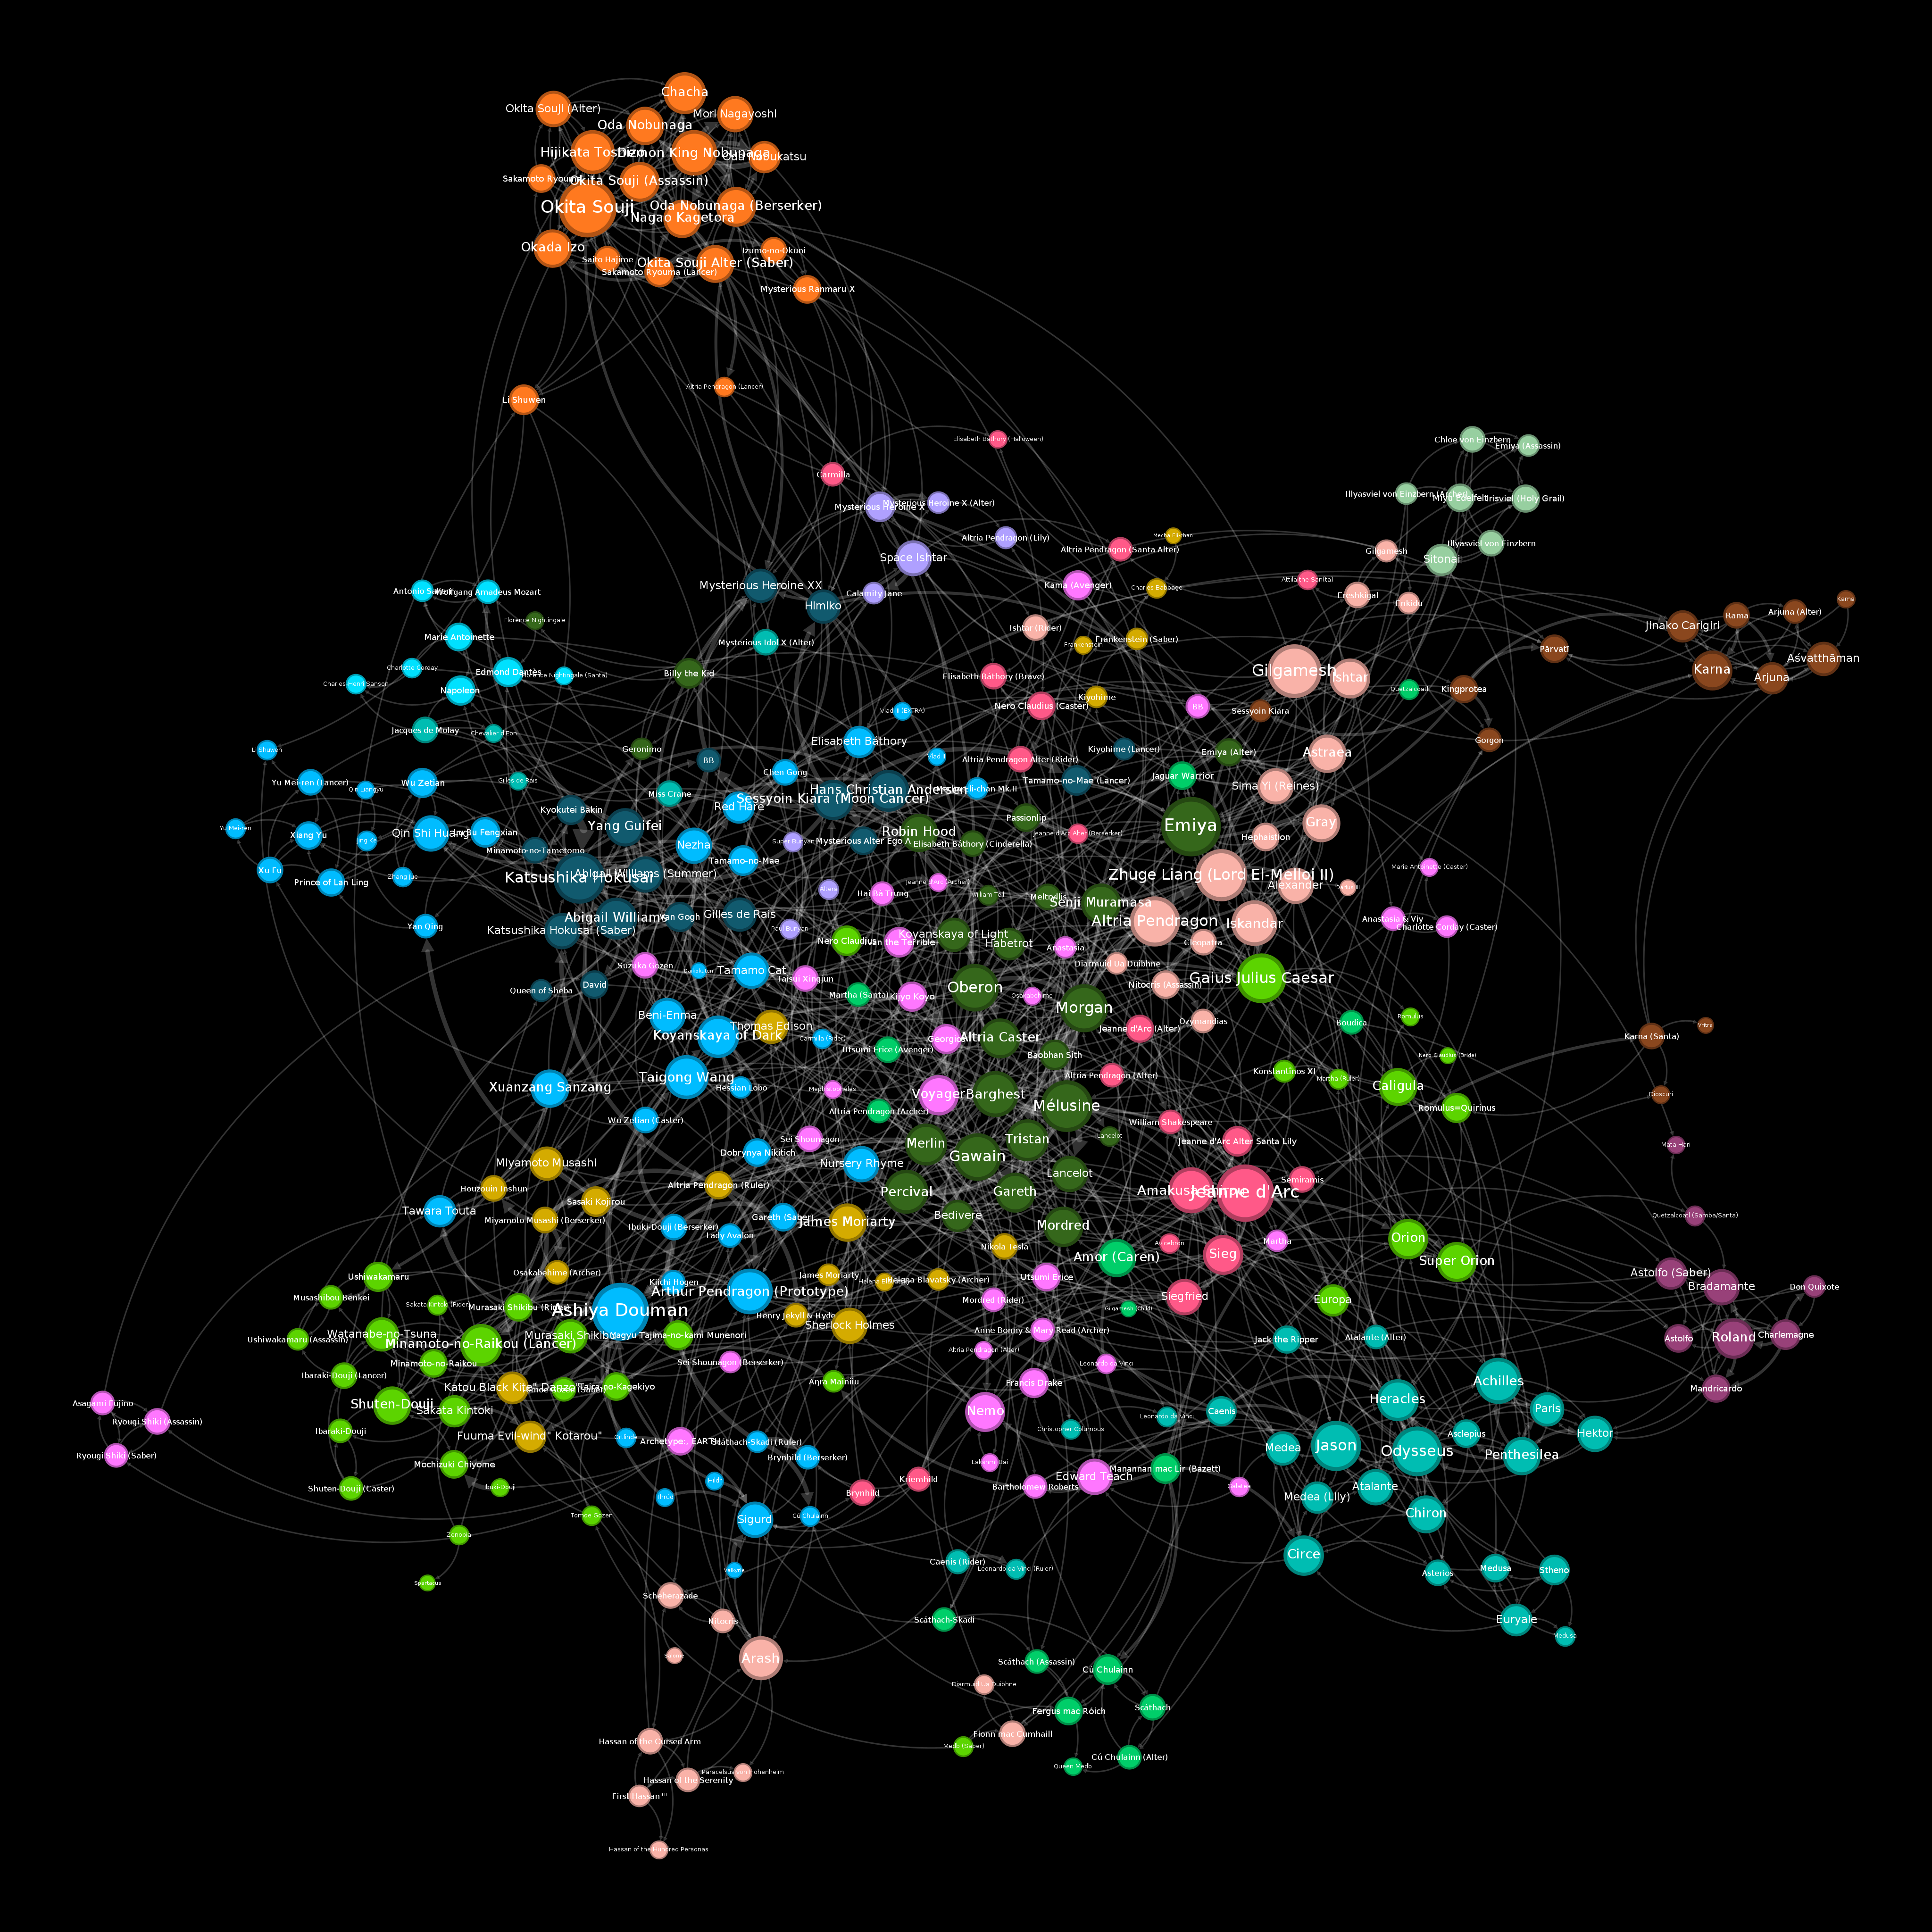 Chacha
Okita Souji (Alter)
Mori Nagayoshi
Oda Nobunaga
Hijikata Toshizo
Demon King Nobunaga
Oda Nobukatsu
Sakamoto Ryouma
Okita Souji (Assassin)
Okita Souji
Oda Nobunaga (Berserker)
Nagao Kagetora
Okada Izo
Izumo-no-Okuni
Saito Hajime
Okita Souji Alter (Saber)
Sakamoto Ryouma (Lancer)
Mysterious Ranmaru X
Altria Pendragon (Lancer)
Li Shuwen
Elisabeth Báthory (Halloween)
Chloe von Einzbern
Emiya (Assassin)
Carmilla
Illyasviel von Einzbern (Archer)
Miyu Edelfelt
Irisviel (Holy Grail)
Mysterious Heroine X (Alter)
Mysterious Heroine X
Altria Pendragon (Lily)
Mecha Eli-chan
Illyasviel von Einzbern
Altria Pendragon (Santa Alter)
Gilgamesh
Space Ishtar
Sitonai
Attila the San(ta)
Mysterious Heroine XX
Kama (Avenger)
Charles Babbage
Antonio Salieri
Wolfgang Amadeus Mozart
Calamity Jane
Ereshkigal
Enkidu
Kama
Himiko
Florence Nightingale
Rama
Arjuna (Alter)
Jinako Carigiri
Ishtar (Rider)
Marie Antoinette
Mysterious Idol X (Alter)
Frankenstein
Frankenstein (Saber)
Pārvatī
Aśvatthāman
Charlotte Corday
Edmond Dantès
Florence Nightingale (Santa)
Billy the Kid
Elisabeth Báthory (Brave)
Gilgamesh
Ishtar
Karna
Arjuna
Charles-Henri Sanson
Napoleon
Kiyohime
Quetzalcoatl
Kingprotea
Nero Claudius (Caster)
BB
Sessyoin Kiara
Vlad III (EXTRA)
Jacques de Molay
Chevalier d'Eon
Gorgon
Li Shuwen
Geronimo
Elisabeth Báthory
Kiyohime (Lancer)
Emiya (Alter)
Astraea
Vlad III
BB
Altria Pendragon Alter (Rider)
Chen Gong
Jaguar Warrior
Yu Mei-ren (Lancer)
Wu Zetian
Gilles de Rais
Tamamo-no-Mae (Lancer)
Sima Yi (Reines)
Qin Liangyu
Miss Crane
Hans Christian Andersen
Sessyoin Kiara (Moon Cancer)
Red Hare
Kyokutei Bakin
Passionlip
Emiya
Gray
Yu Mei-ren
Xiang Yu
Qin Shi Huang
Lu Bu Fengxian
Yang Guifei
Robin Hood
Jeanne d'Arc Alter (Berserker)
Hephaistion
Jing Ke
Nezha
Super Bunyan
Mysterious Alter Ego Λ
Elisabeth Báthory (Cinderella)
Minamoto-no-Tametomo
Tamamo-no-Mae
Marie Antoinette (Caster)
Xu Fu
Prince of Lan Ling
Zhang Jue
Katsushika Hokusai
Abigail Williams (Summer)
Zhuge Liang (Lord El-Melloi II)
Alexander
Darius III
Jeanne d'Arc (Archer)
Hai Bà Trưng
William Tell
Meltryllis
Senji Muramasa
Abigail Williams
Van Gogh
Gilles de Rais
Altria Pendragon
Iskandar
Anastasia & Viy
Charlotte Corday (Caster)
Yan Qing
Katsushika Hokusai (Saber)
Paul Bunyan
Nero Claudius
Ivan the Terrible
Koyanskaya of Light
Habetrot
Anastasia
Cleopatra
Suzuka Gozen
Tamamo Cat
Taisui Xingjun
Diarmuid Ua Duibhne
Gaius Julius Caesar
Queen of Sheba
David
Martha (Santa)
Kijyo Koyo
Oberon
Osakabehime
Nitocris (Assassin)
Beni-Enma
Thomas Edison
Morgan
Ozymandias
Boudica
Romulus
Koyanskaya of Dark
Carmilla (Rider)
Georgios
Altria Caster
Jeanne d'Arc (Alter)
Karna (Santa)
Vritra
Utsumi Erice (Avenger)
Baobhan Sith
Nero Claudius (Bride)
Taigong Wang
Altria Pendragon (Alter)
Konstantinos XI
Martha (Ruler)
Xuanzang Sanzang
Hessian Lobo
Mephistopheles
Voyager
Barghest
Mélusine
Caligula
Romulus=Quirinus
Dioscuri
Wu Zetian (Caster)
Altria Pendragon (Archer)
William Shakespeare
Sei Shounagon
Merlin
Tristan
Lancelot
Jeanne d'Arc Alter Santa Lily
Mata Hari
Dobrynya Nikitich
Miyamoto Musashi
Nursery Rhyme
Gawain
Lancelot
Houzouin Inshun
Altria Pendragon (Ruler)
Percival
Gareth
Amakusa Shirou
Jeanne d'Arc
Semiramis
Sasaki Kojirou
Tawara Touta
Miyamoto Musashi (Berserker)
Gareth (Saber)
Bedivere
Quetzalcoatl (Samba/Santa)
Ibuki-Douji (Berserker)
Lady Avalon
James Moriarty
Mordred
Nikola Tesla
Amor (Caren)
Avicebron
Sieg
Martha
Orion
Super Orion
Ushiwakamaru
Osakabehime (Archer)
James Moriarty
Helena Blavatsky (Archer)
Utsumi Erice
Astolfo (Saber)
Bradamante
Don Quixote
Musashibou Benkei
Kiichi Hogen
Arthur Pendragon (Prototype)
Sakata Kintoki (Rider)
Murasaki Shikibu (Rider)
Ashiya Douman
Mordred (Rider)
Gilgamesh (Child)
Siegfried
Europa
Henry Jekyll & Hyde
Sherlock Holmes
Anne Bonny & Mary Read (Archer)
Ushiwakamaru (Assassin)
Watanabe-no-Tsuna
Minamoto-no-Raikou (Lancer)
Murasaki Shikibu
Yagyu Tajima-no-kami Munenori
Jack the Ripper
Atalante (Alter)
Astolfo
Roland
Charlemagne
Altria Pendragon (Alter)
Minamoto-no-Raikou
Sei Shounagon (Berserker)
Leonardo da Vinci
Ibaraki-Douji (Lancer)
Katou Black Kite" Danzo"
Taira-no-Kagekiyo
Anra Mainiiu
Francis Drake
Achilles
Mandricardo
Asagami Fujino
Shuten-Douji
Sakata Kintoki
Nemo
Leonardo da Vinci
Caenis
Heracles
Paris
Ryougi Shiki (Assassin)
Ibaraki-Douji
Fuuma Evil-wind" Kotarou"
Ortlinde
Archetype: EARTH
Scáthach-Skadi (Ruler)
Christopher Columbus
Medea
Jason
Odysseus
Asclepius
Penthesilea
Hektor
Ryougi Shiki (Saber)
Mochizuki Chiyome
Brynhild (Berserker)
Lakshmi Bai
Manannan mac Lir (Bazett)
Hildr
Kriemhild
Edward Teach
Shuten-Douji (Caster)
Ibuki-Douji
Thrúd
Brynhild
Bartholomew Roberts
Galatea
Medea (Lily)
Atalante
Tomoe Gozen
Sigurd
Cú Chulainn
Chiron
Zenobia
Circe
Valkyrie
Caenis (Rider)
Leonardo da Vinci (Ruler)
Asterios
Medusa
Stheno
Spartacus
Scheherazade
Nitocris
Scáthach-Skadi
Euryale
Medusa
Arash
Scáthach (Assassin)
Cú Chulainn
Diarmuid Ua Duibhne
Fergus mac Róich
Scáthach
Fionn mac Cumhaill
Hassan of the Cursed Arm
Medb (Saber)
Cú Chulainn (Alter)
Queen Medb
Paracelsus von Hohenheim
Hassan of the Serenity
First Hassan""
Hassan of the Hundred Personas